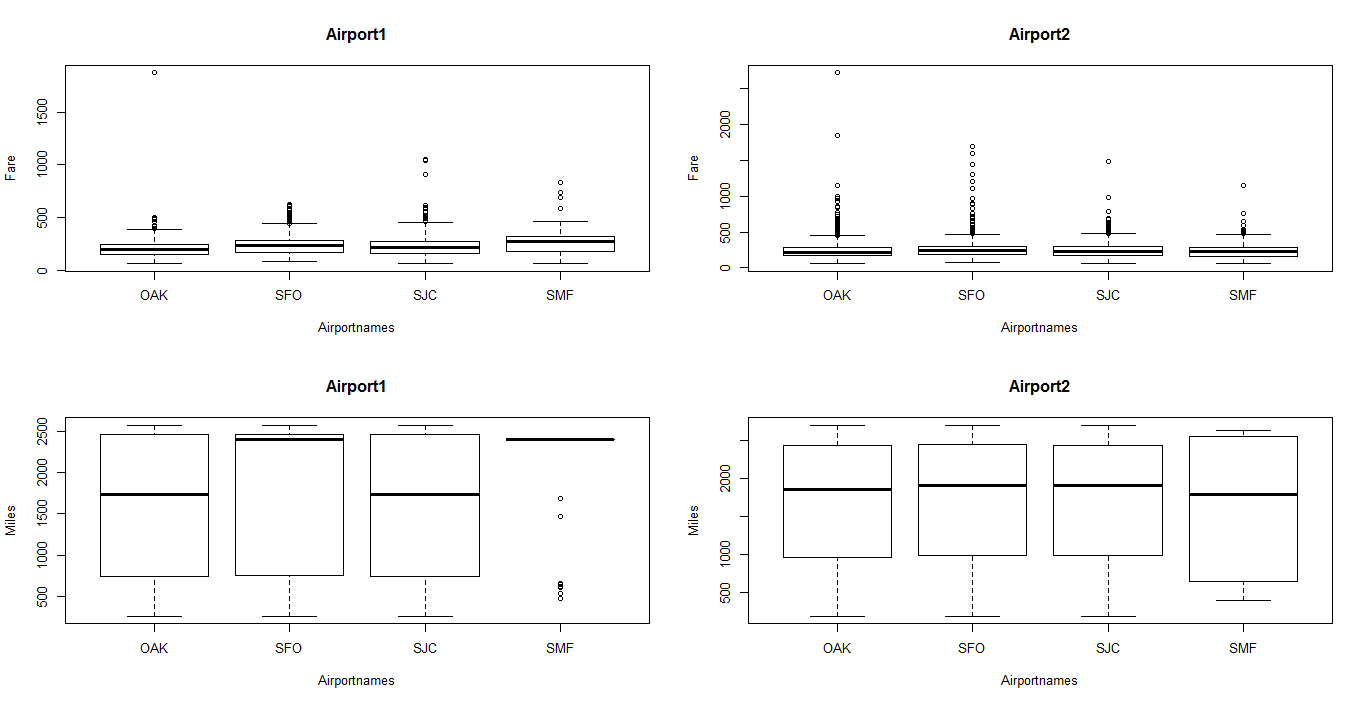 Airport1
Fare
0 500 1000 1500
OAK SFO SJC SMF
Airportnames
Airport2
Fare
0 500 1000 2000
OAK SFO SJC SMF
Airportnames
Airport1
Miles
500 1000 1500 2000 2500
OAK SFO SJC SMF
Airportnames
Airport2
Miles
500 1000 2000
OAK SFO SJC SMF
Airportnames